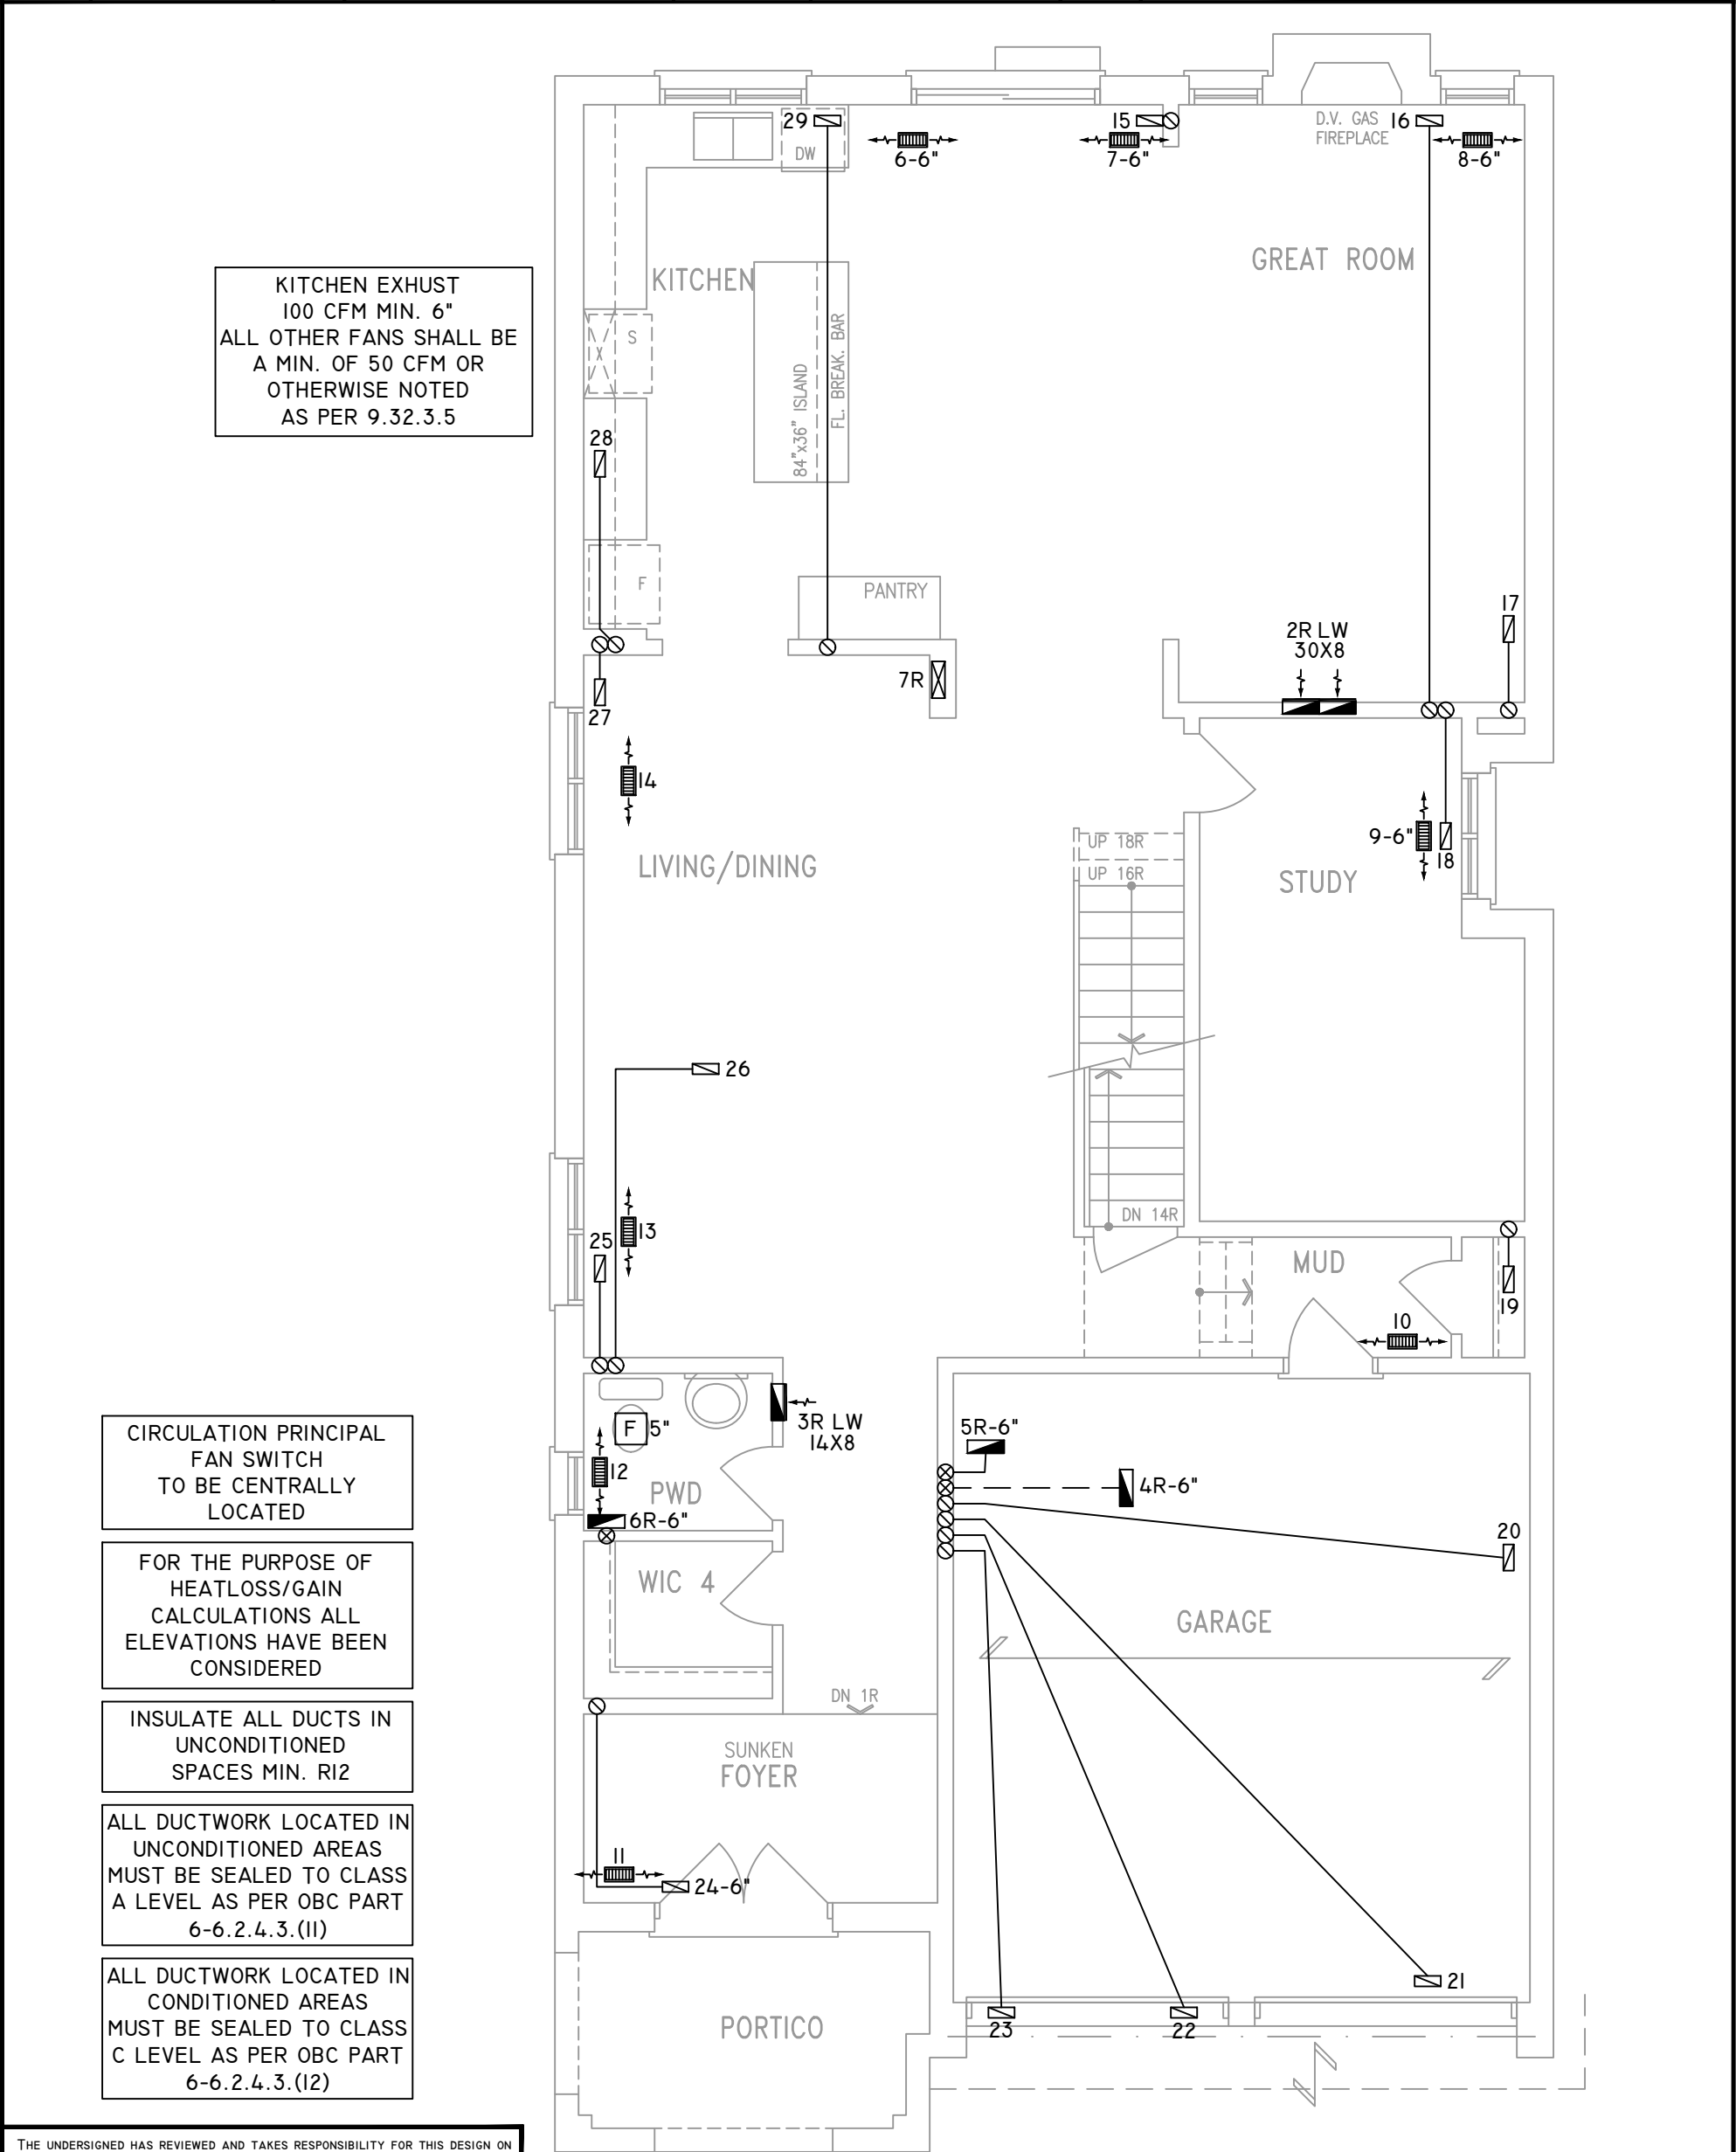 29
DW
6-6"
15
7-6"
D.V. GAS
FIREPLACE
16
8-6"
KITCHEN
GREAT ROOM
KITCHEN EXHUST
100 CFM MIN. 6"
ALL OTHER FANS SHALL BE
A MIN. OF 50 CFM OR
OTHERWISE NOTED
AS PER 9.32.3.5
S
84"x36" ISLAND
FL. BREAK. BAR
28
F
PANTRY
17
2R LW
30X8
7R
27
14
9-6"
18
UP 18R
UP 16R
LIVING/DINING
STUDY
26
13
25
DN 14R
MUD
19
10
CIRCULATION PRINCIPAL
FAN SWITCH
TO BE CENTRALLY
LOCATED
F 5"
3R LW
14X8
5R-6"
12
PWD
4R-6"
6R-6"
20
FOR THE PURPOSE OF
HEATLOSS/GAIN
CALCULATIONS ALL
ELEVATIONS HAVE BEEN
CONSIDERED
WIC 4
GARAGE
DN 1R
INSULATE ALL DUCTS IN
UNCONDITIONED
SPACES MIN. R12
SUNKEN
FOYER
ALL DUCTWORK LOCATED IN
UNCONDITIONED AREAS
MUST BE SEALED TO CLASS
A LEVEL AS PER OBC PART
6-6.2.4.3.(11)
11
24-6"
ALL DUCTWORK LOCATED IN
CONDITIONED AREAS
MUST BE SEALED TO CLASS
C LEVEL AS PER OBC PART
6-6.2.4.3.(12)
21
23
22
PORTICO
THE UNDERSIGNED HAS REVIEWED AND TAKES RESPONSIBILITY FOR THIS DESIGN ON